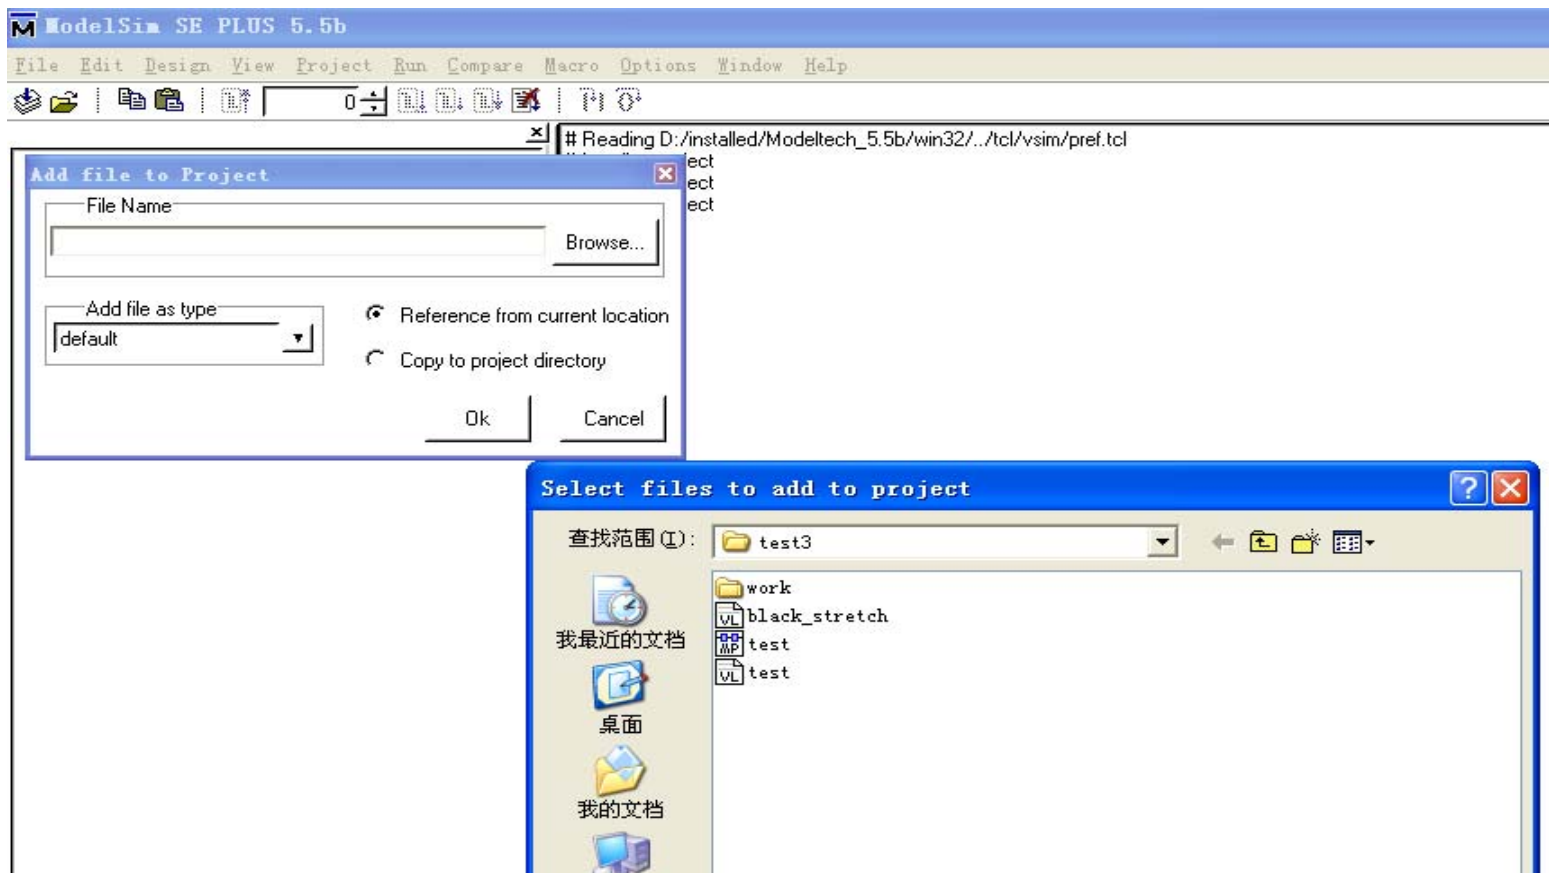 ModelSim SE PLUS 5.5b
File Edit Design View Project Run Compare Macro Options Window Help
0
# Reading D:/installed/Modeltech_5.5b/win32/../tcl/vsim/pref.tcl
ject
ect
ect
Add file to Project
File Name
Browse...
Add file as type
default
Reference from current location
Copy to project directory
Ok
Cancel
Select files to add to project
查找范围(I):
test3
work
black_stretch
test
test
我最近的文档
桌面
我的文档